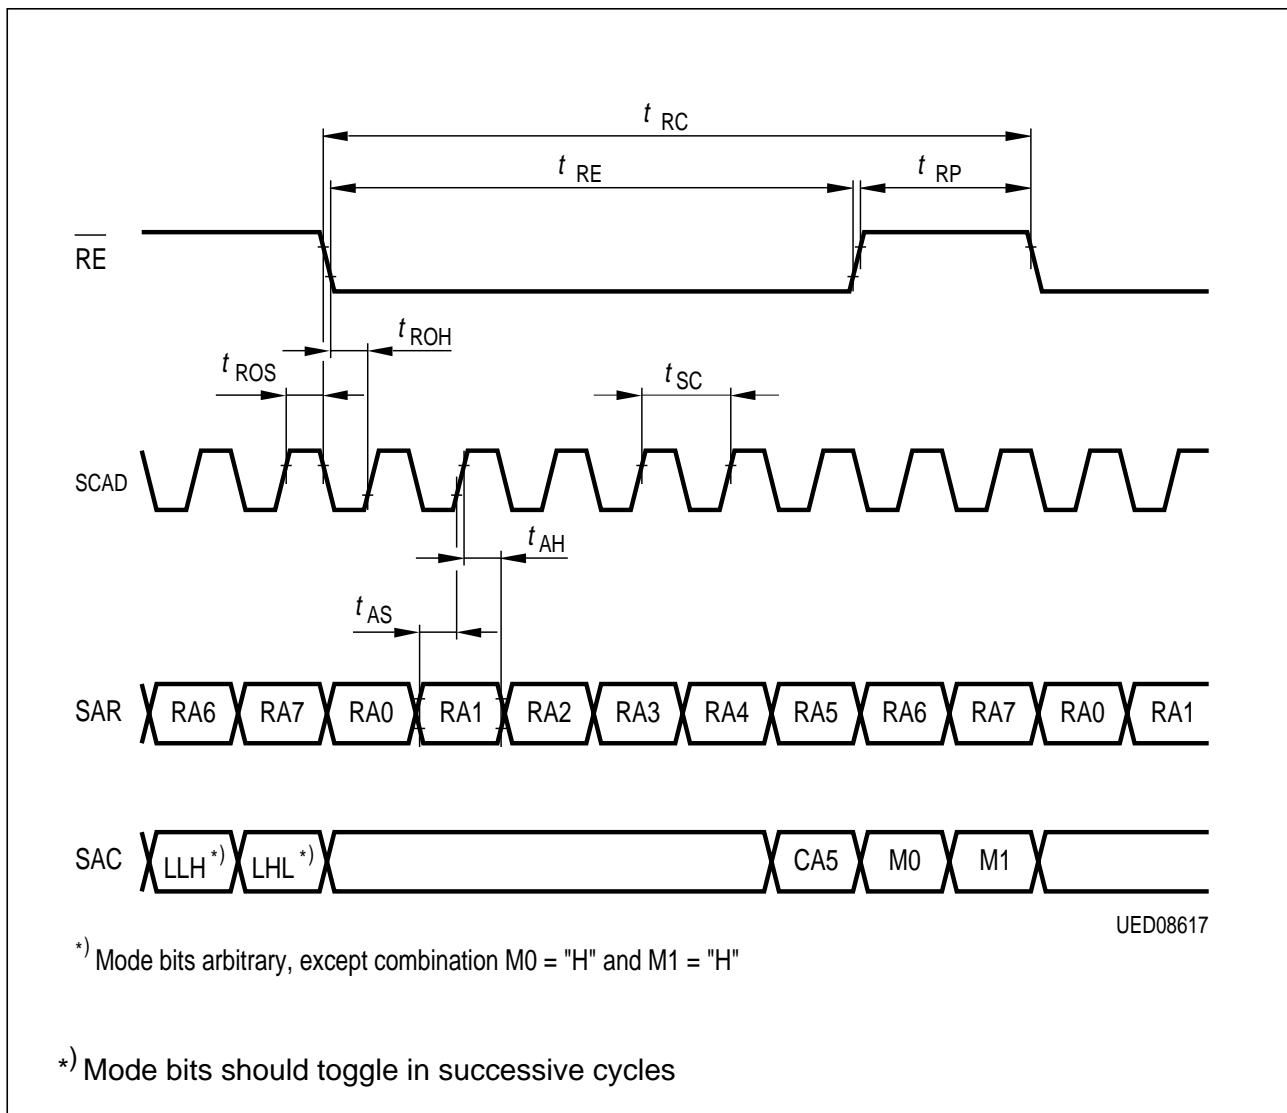 t RC
t RE
t RP
RE
t ROH
t ROS
t SC
SCAD
t AH
t AS
SAR RA6 RA7 RA0 RA1 RA2 RA3 RA4 RA5 RA6 RA7 RA0 RA1
SAC LLH *) LHL *) CA5 M0 M1
UED08617
*) Mode bits arbitrary, except combination M0 = "H" and M1 = "H"
*) Mode bits should toggle in successive cycles